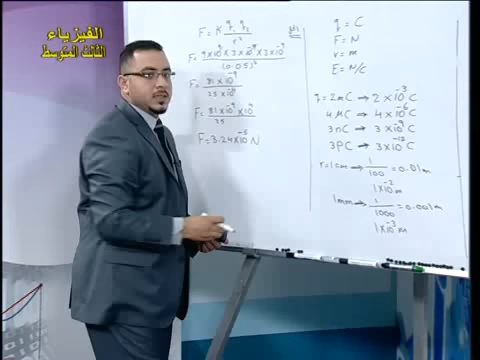 الفيزياء
الثالث المتوسط
F = K q₁ q₂ / r²
F = 9×10⁹ × 3×10⁻⁹ × 3×10⁻⁹ / (0.05)²
F = 81×10⁻⁹ / 25×10⁻⁴
F = 81×10⁻⁹ × 10⁴ / 25
F = 3.24×10⁻⁵ N
q = C
F = N
r = m
E = N/C
q = 2mC → 2×10⁻³ C
4μC → 4×10⁻⁶ C
3nC → 3×10⁻⁹ C
3PC → 3×10⁻¹² C
r = 1cm → 1/100 = 0.01m
1×10⁻² m
1mm → 1/1000 = 0.001m
1×10⁻³ m